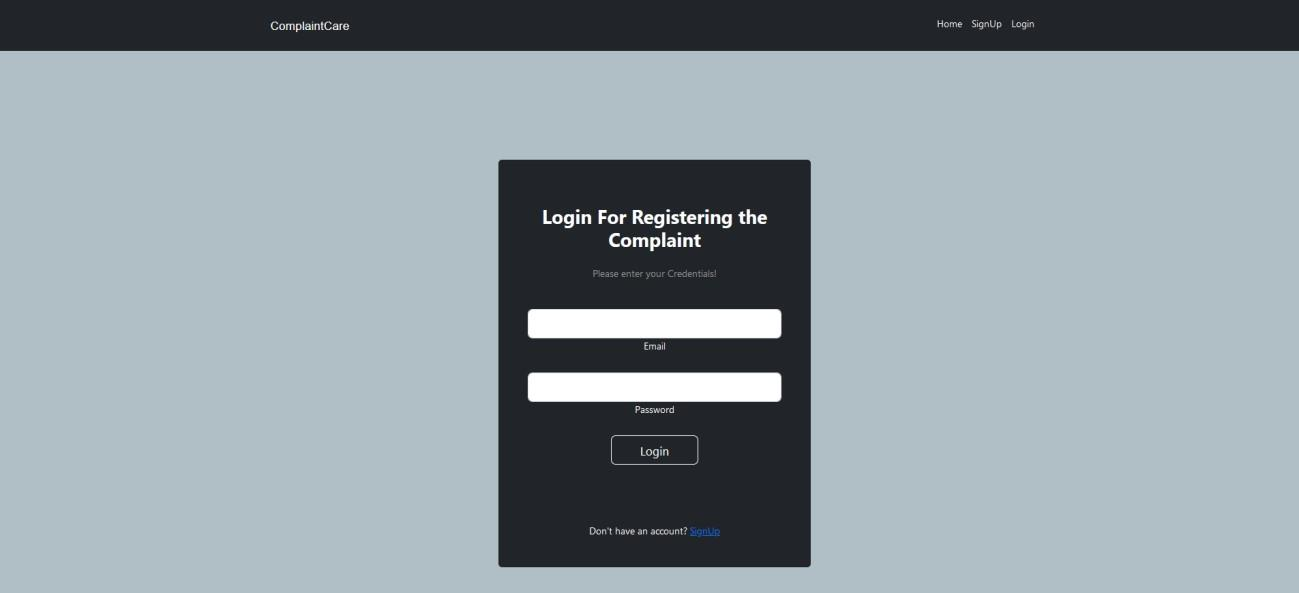 ComplaintCare
Home SignUp Login
Login For Registering the
Complaint
Please enter your Credentials!
Email
Password
Login
Don't have an account? SignUp